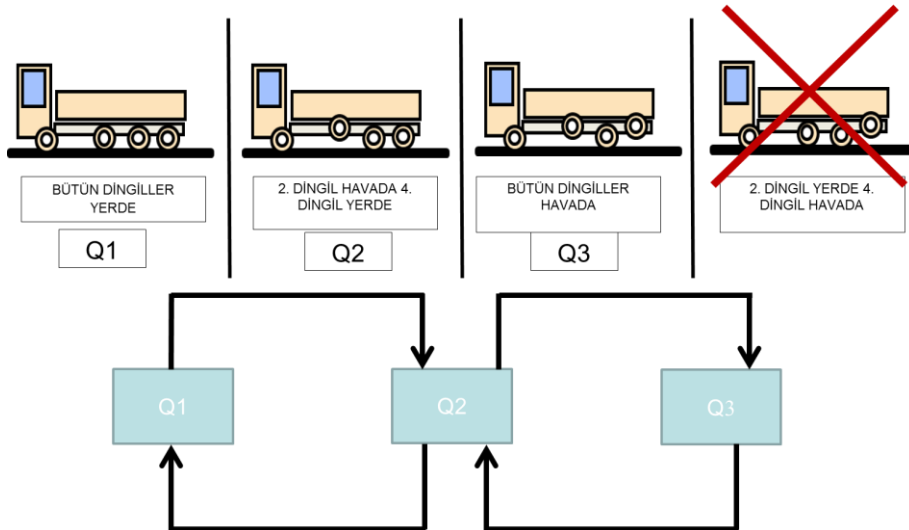 BÜTÜN DİNGİLLER
YERDE
Q1
2. DİNGİL HAVADA 4.
DİNGİL YERDE
Q2
BÜTÜN DİNGİLLER
HAVADA
Q3
2. DİNGİL YERDE 4.
DİNGİL HAVADA
Q1
Q2
Q3